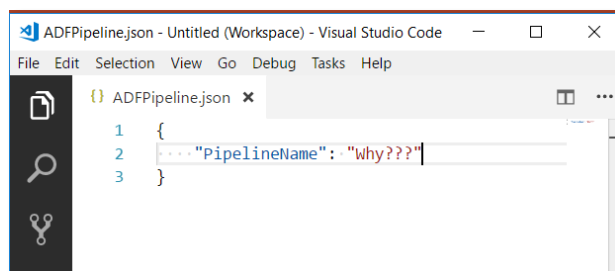 ADFPipeline.json - Untitled (Workspace) - Visual Studio Code
File Edit Selection View Go Debug Tasks Help
{} ADFPipeline.json
1 {
2 "PipelineName": "Why???"
3 }